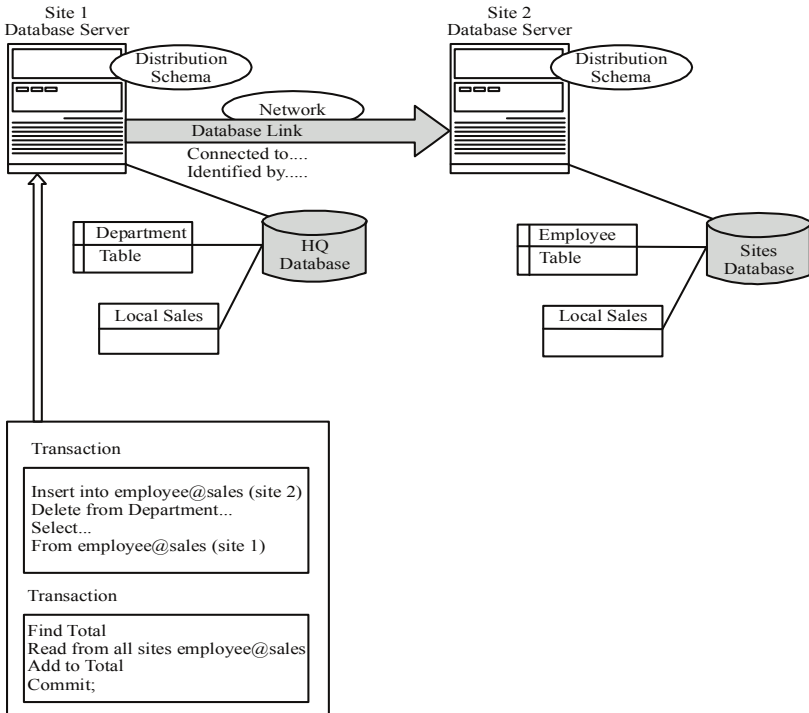 Site 1
Database Server
Site 2
Database Server
Distribution
Schema
Distribution
Schema
Network
Database Link
Connected to....
Identified by.....
Department
Table
HQ
Database
Local Sales
Employee
Table
Sites
Database
Local Sales
Transaction
Insert into employee@sales (site 2)
Delete from Department...
Select...
From employee@sales (site 1)
Transaction
Find Total
Read from all sites employee@sales
Add to Total
Commit;